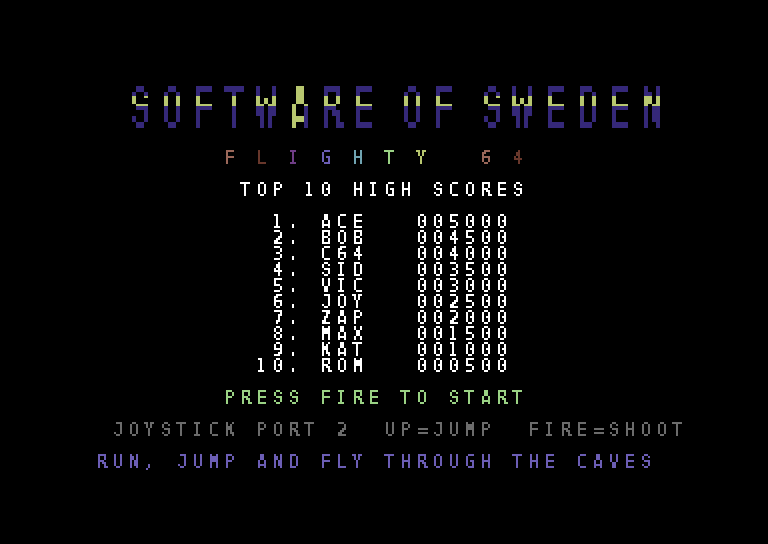 SOFTWARE OF SWEDEN
FLIGHTY 64
TOP 10 HIGH SCORES
1. ACE 005000
2. BOB 004500
3. C64 004000
4. SID 003500
5. VIC 003000
6. JOY 002500
7. ZAP 002000
8. MAX 001500
9. KAT 001000
10. ROM 000500
PRESS FIRE TO START
JOYSTICK PORT 2 UP=JUMP FIRE=SHOOT
RUN, JUMP AND FLY THROUGH THE CAVES